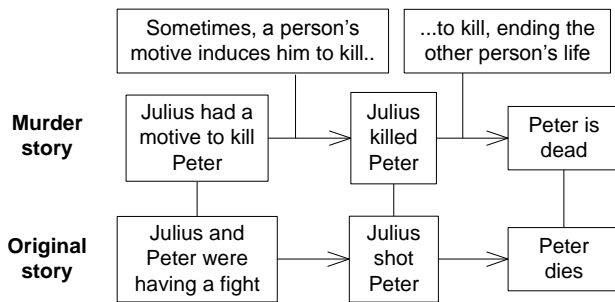 Sometimes, a person's
motive induces him to kill..
...to kill, ending the
other person's life
Murder
story
Julius had a
motive to kill
Peter
Julius
killed
Peter
Peter is
dead
Original
story
Julius and
Peter were
having a fight
Julius
shot
Peter
Peter
dies